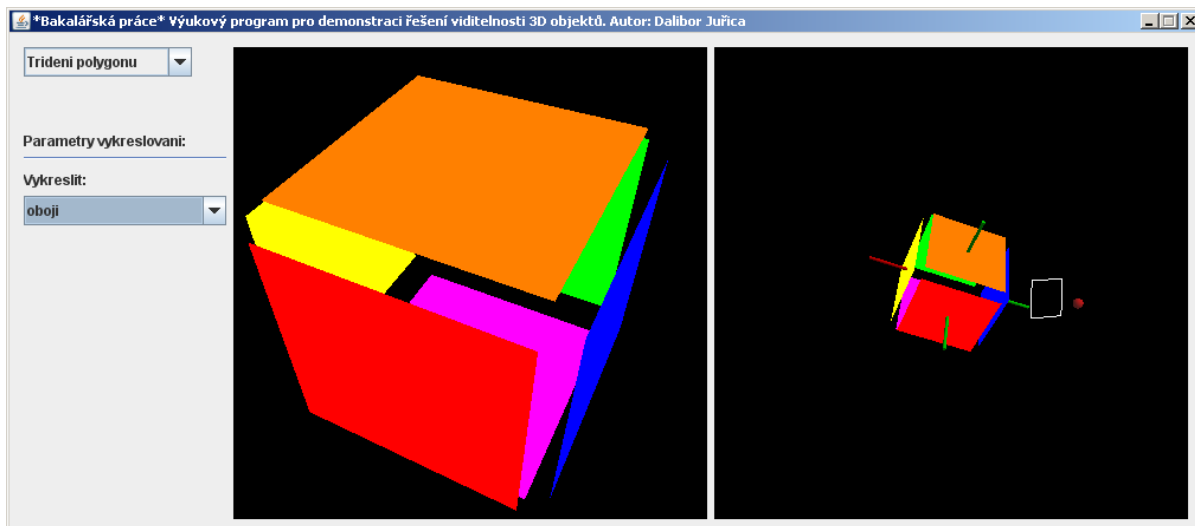 *Bakalářská práce* Výukový program pro demonstraci řešení viditelnosti 3D objektů. Autor: Dalibor Juřica
Trideni polygonu
Parametry vykreslovani:
Vykreslit:
oboji